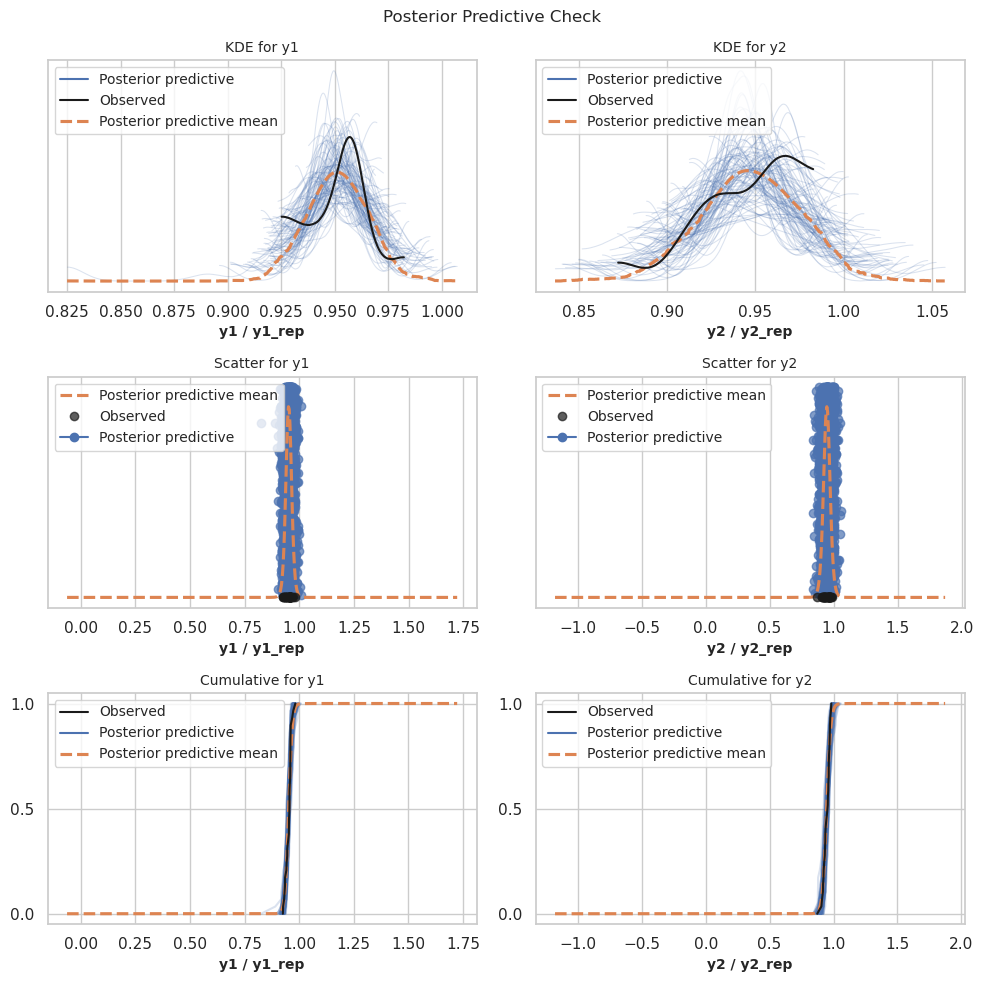 Posterior Predictive Check
KDE for y1
Posterior predictive
Observed
Posterior predictive mean
0.825 0.850 0.875 0.900 0.925 0.950 0.975 1.000
y1 / y1_rep
KDE for y2
Posterior predictive
Observed
Posterior predictive mean
0.85 0.90 0.95 1.00 1.05
y2 / y2_rep
Scatter for y1
Posterior predictive mean
Observed
Posterior predictive
0.00 0.25 0.50 0.75 1.00 1.25 1.50 1.75
y1 / y1_rep
Scatter for y2
Posterior predictive mean
Observed
Posterior predictive
−1.0 −0.5 0.0 0.5 1.0 1.5 2.0
y2 / y2_rep
Cumulative for y1
1.0
0.5
0.0
Observed
Posterior predictive
Posterior predictive mean
0.00 0.25 0.50 0.75 1.00 1.25 1.50 1.75
y1 / y1_rep
Cumulative for y2
1.0
0.5
0.0
Observed
Posterior predictive
Posterior predictive mean
−1.0 −0.5 0.0 0.5 1.0 1.5 2.0
y2 / y2_rep